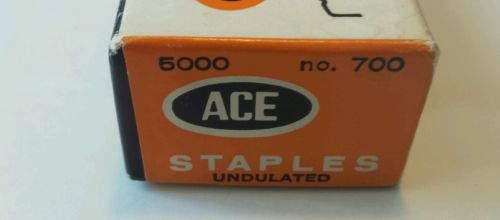 5000 no. 700
ACE
STAPLES
UNDULATED